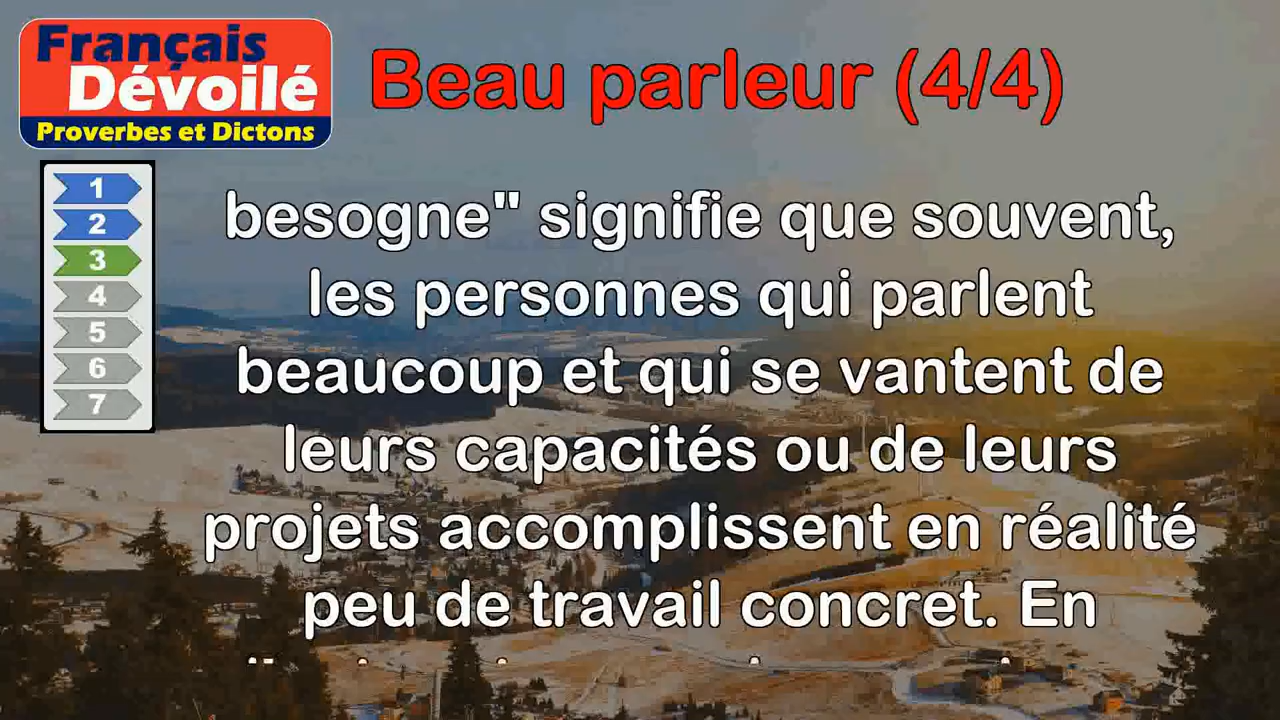 Français
Dévoilé
Proverbes et Dictons
Beau parleur (4/4)
1
2
3
4
5
6
7
besogne" signifie que souvent,
les personnes qui parlent
beaucoup et qui se vantent de
leurs capacités ou de leurs
projets accomplissent en réalité
peu de travail concret. En